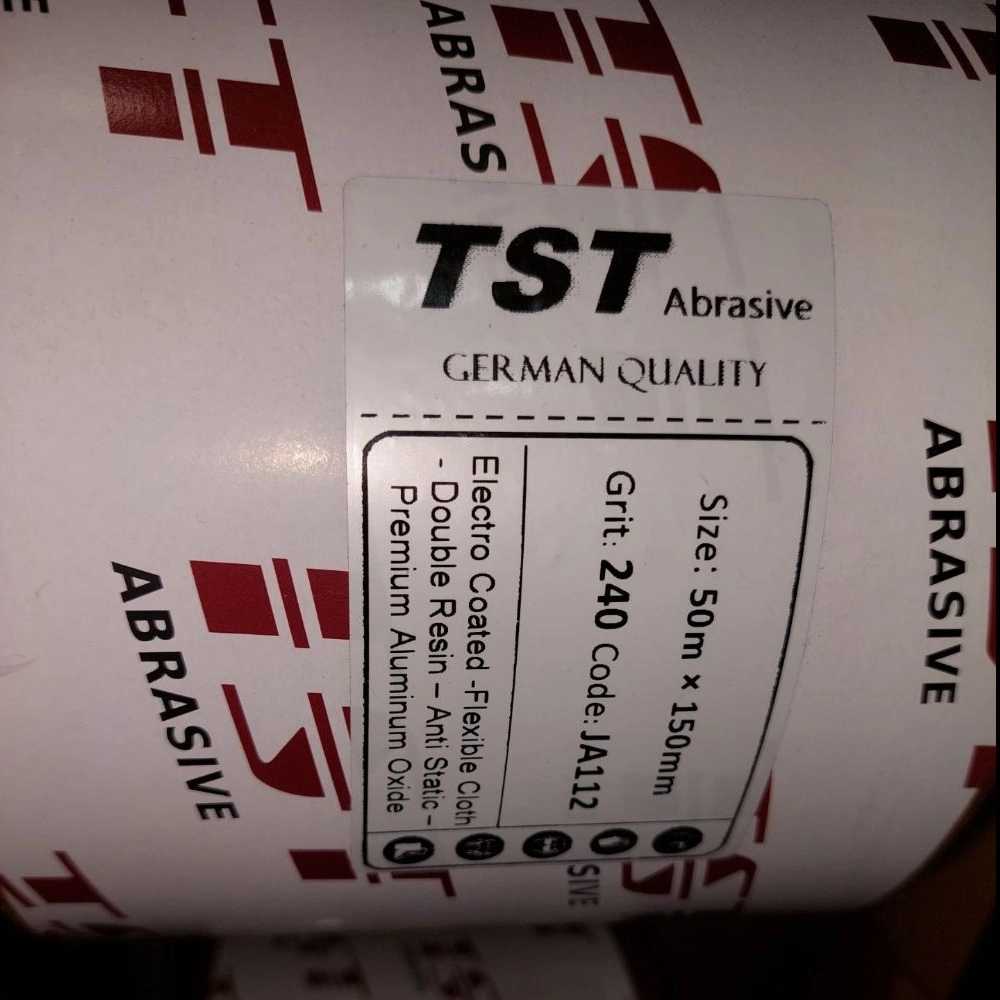 TST Abrasive
GERMAN QUALITY
Size: 50m × 150mm
Grit: 240 Code: JA112
Electro Coated -Flexible Cloth
- Double Resin – Anti Static –
Premium Aluminum Oxide
ABRAS
ABRASIVE
ABRASIVE
SIVE